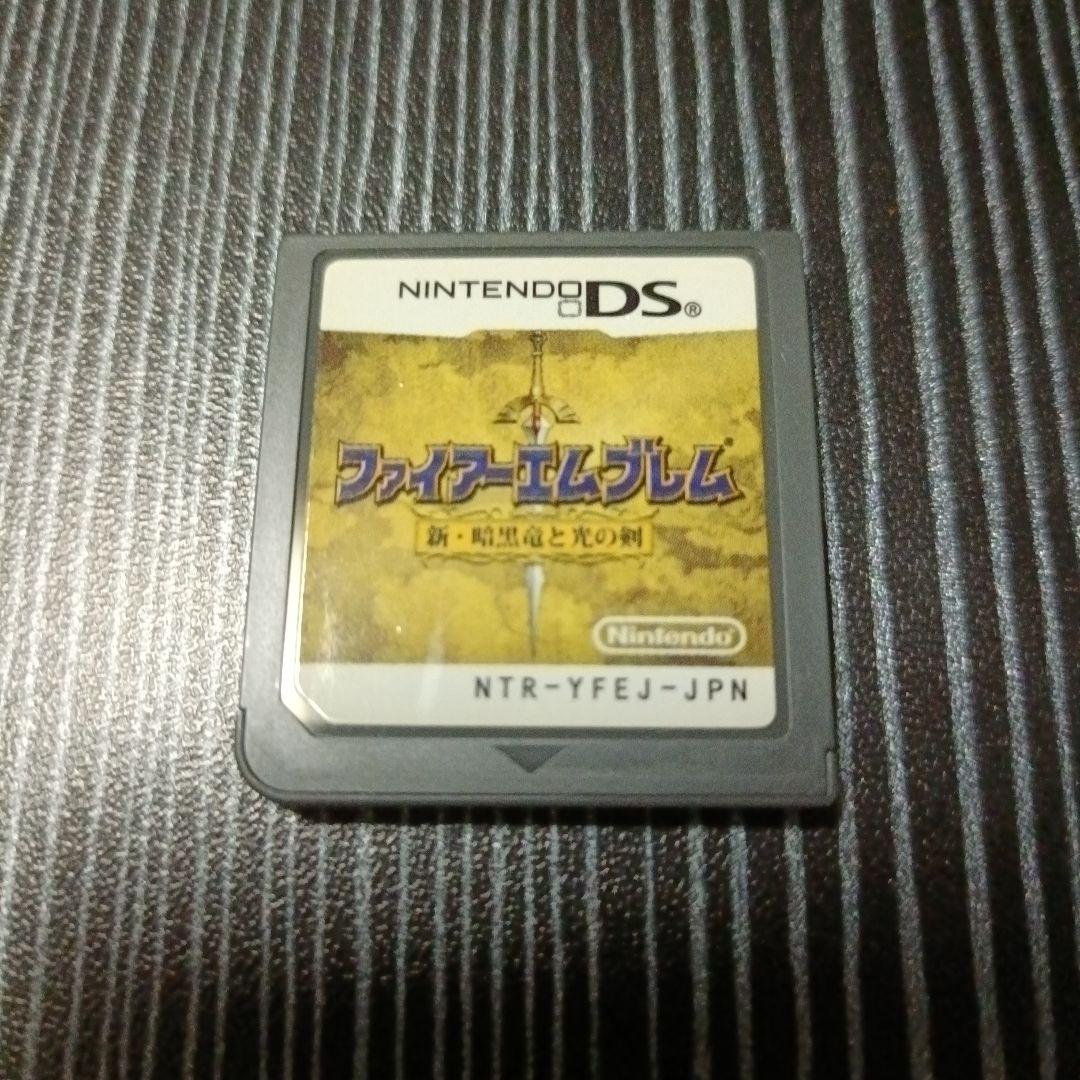 NINTENDO DS®
ファイアーエムブレム®
新・暗黒竜と光の剣
Nintendo®
NTR-YFEJ-JPN